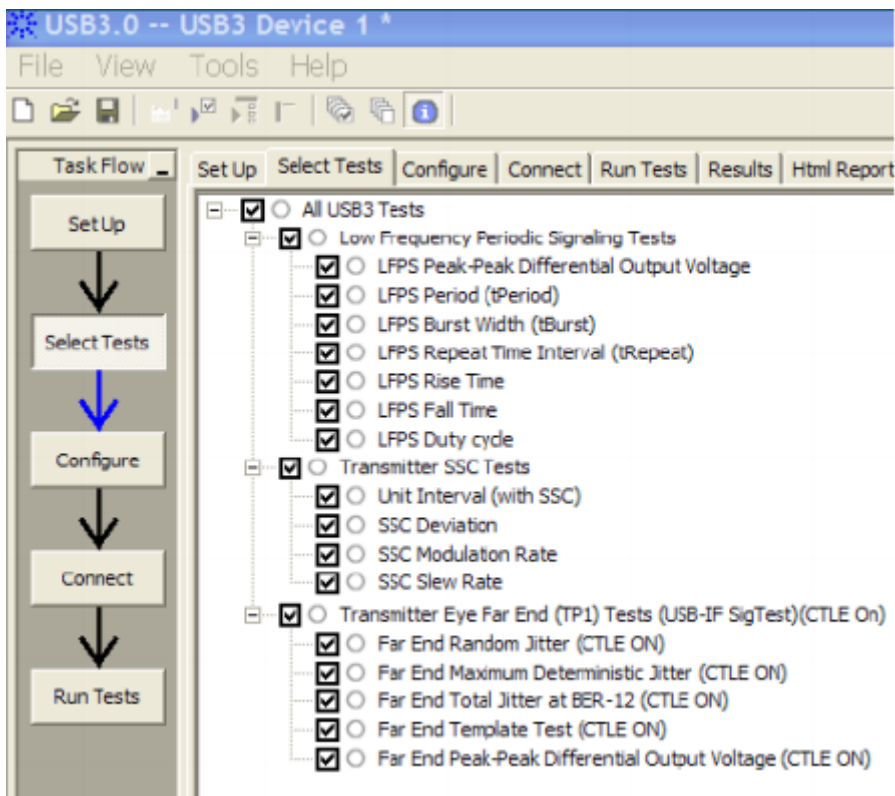 USB3.0 -- USB3 Device 1 *
File View Tools Help
Task Flow
Set Up
Select Tests
Configure
Connect
Run Tests
Set Up Select Tests Configure Connect Run Tests Results Html Report
All USB3 Tests
Low Frequency Periodic Signaling Tests
LFPS Peak-Peak Differential Output Voltage
LFPS Period (tPeriod)
LFPS Burst Width (tBurst)
LFPS Repeat Time Interval (tRepeat)
LFPS Rise Time
LFPS Fall Time
LFPS Duty cycle
Transmitter SSC Tests
Unit Interval (with SSC)
SSC Deviation
SSC Modulation Rate
SSC Slew Rate
Transmitter Eye Far End (TP1) Tests (USB-IF SigTest)(CTLE On)
Far End Random Jitter (CTLE ON)
Far End Maximum Deterministic Jitter (CTLE ON)
Far End Total Jitter at BER-12 (CTLE ON)
Far End Template Test (CTLE ON)
Far End Peak-Peak Differential Output Voltage (CTLE ON)